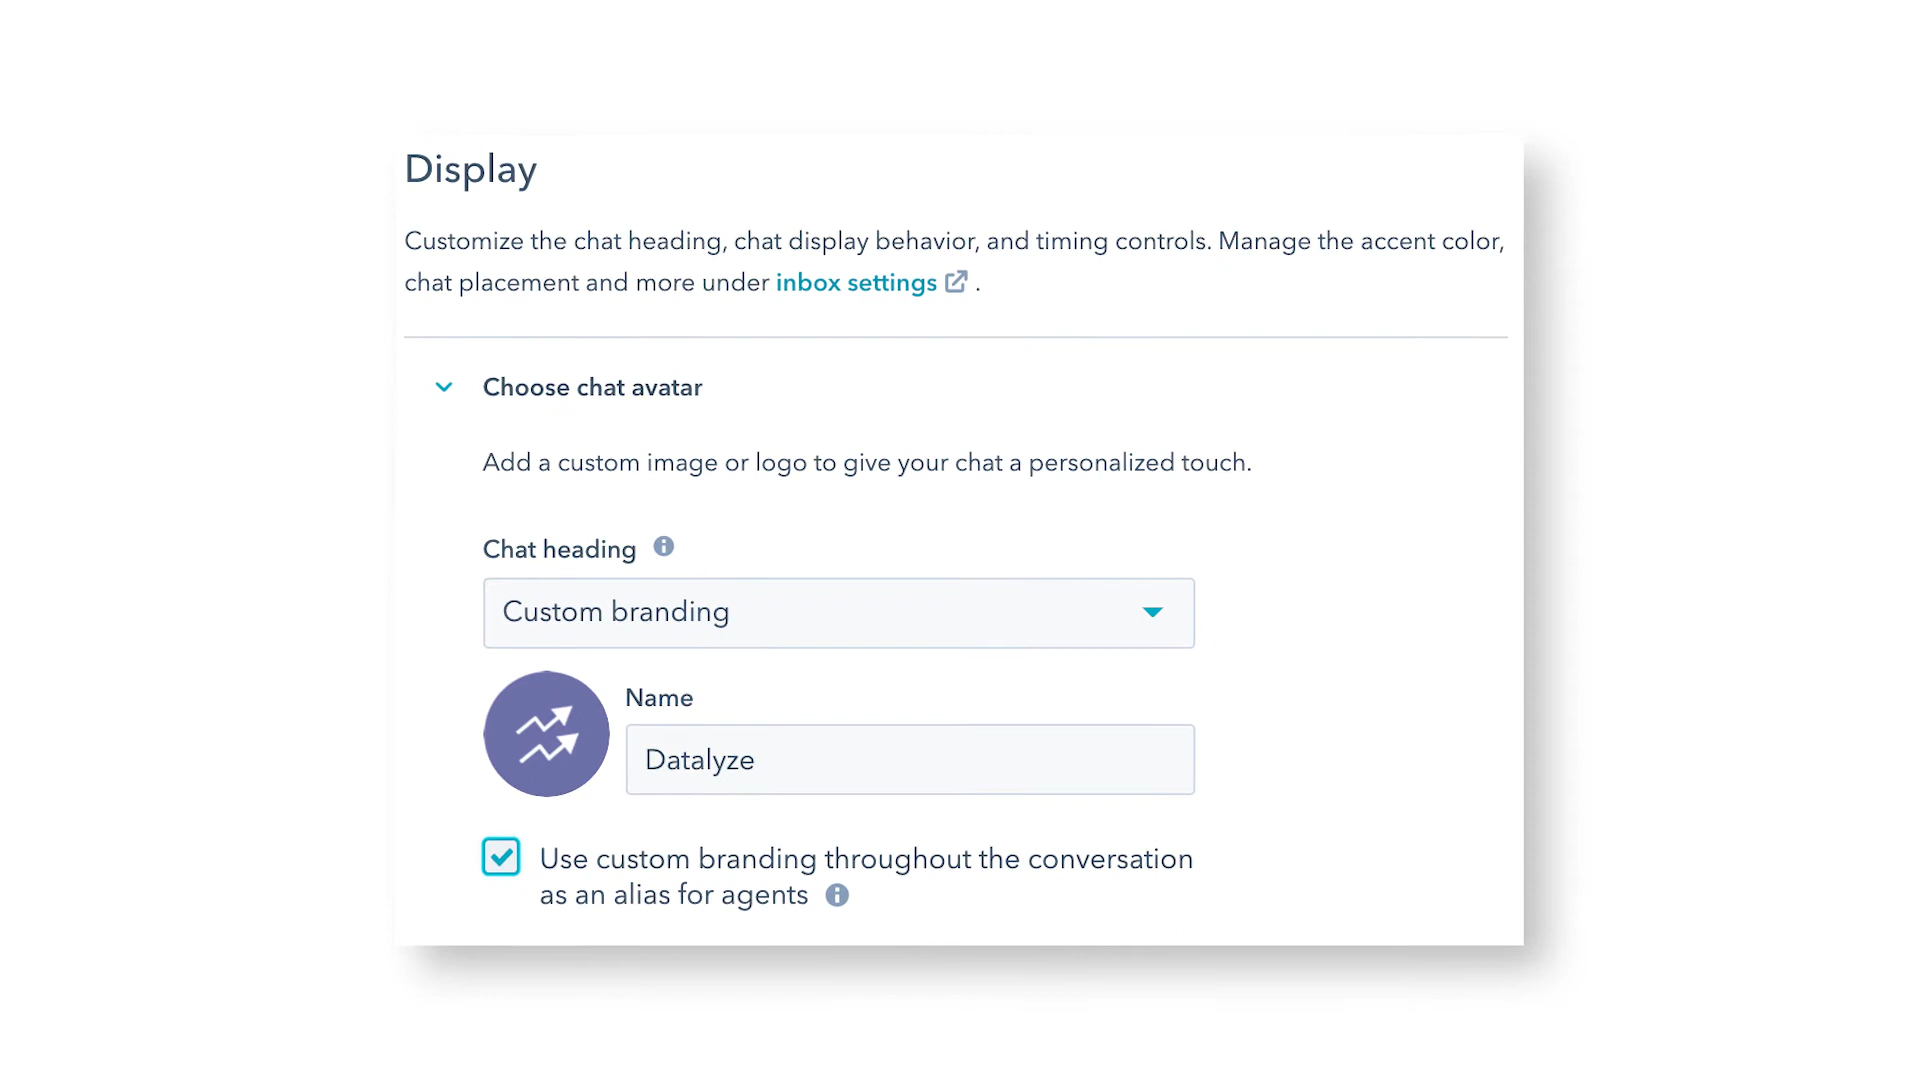 Display
Customize the chat heading, chat display behavior, and timing controls. Manage the accent color,
chat placement and more under inbox settings .
Choose chat avatar
Add a custom image or logo to give your chat a personalized touch.
Chat heading
Custom branding
Name
Datalyze
Use custom branding throughout the conversation
as an alias for agents